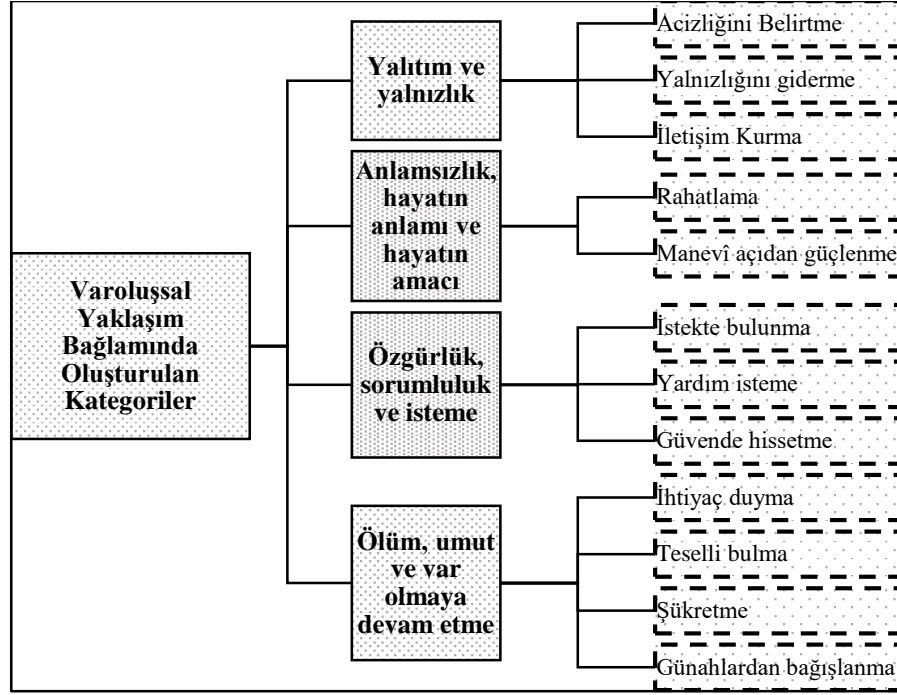 Varoluşsal
Yaklaşım
Bağlamında
Oluşturulan
Kategoriler
Yalıtım ve
yalnızlık
Acizliğini Belirtme
Yalnızlığını giderme
İletişim Kurma
Anlamsızlık,
hayatın
anlamı ve
hayatın
amacı
Rahatlama
Manevî açıdan güçlenme
Özgürlük,
sorumluluk
ve isteme
İstekte bulunma
Yardım isteme
Güvende hissetme
Ölüm, umut
ve var
olmaya
devam etme
İhtiyaç duyma
Teselli bulma
Şükretme
Günahlardan bağışlanma